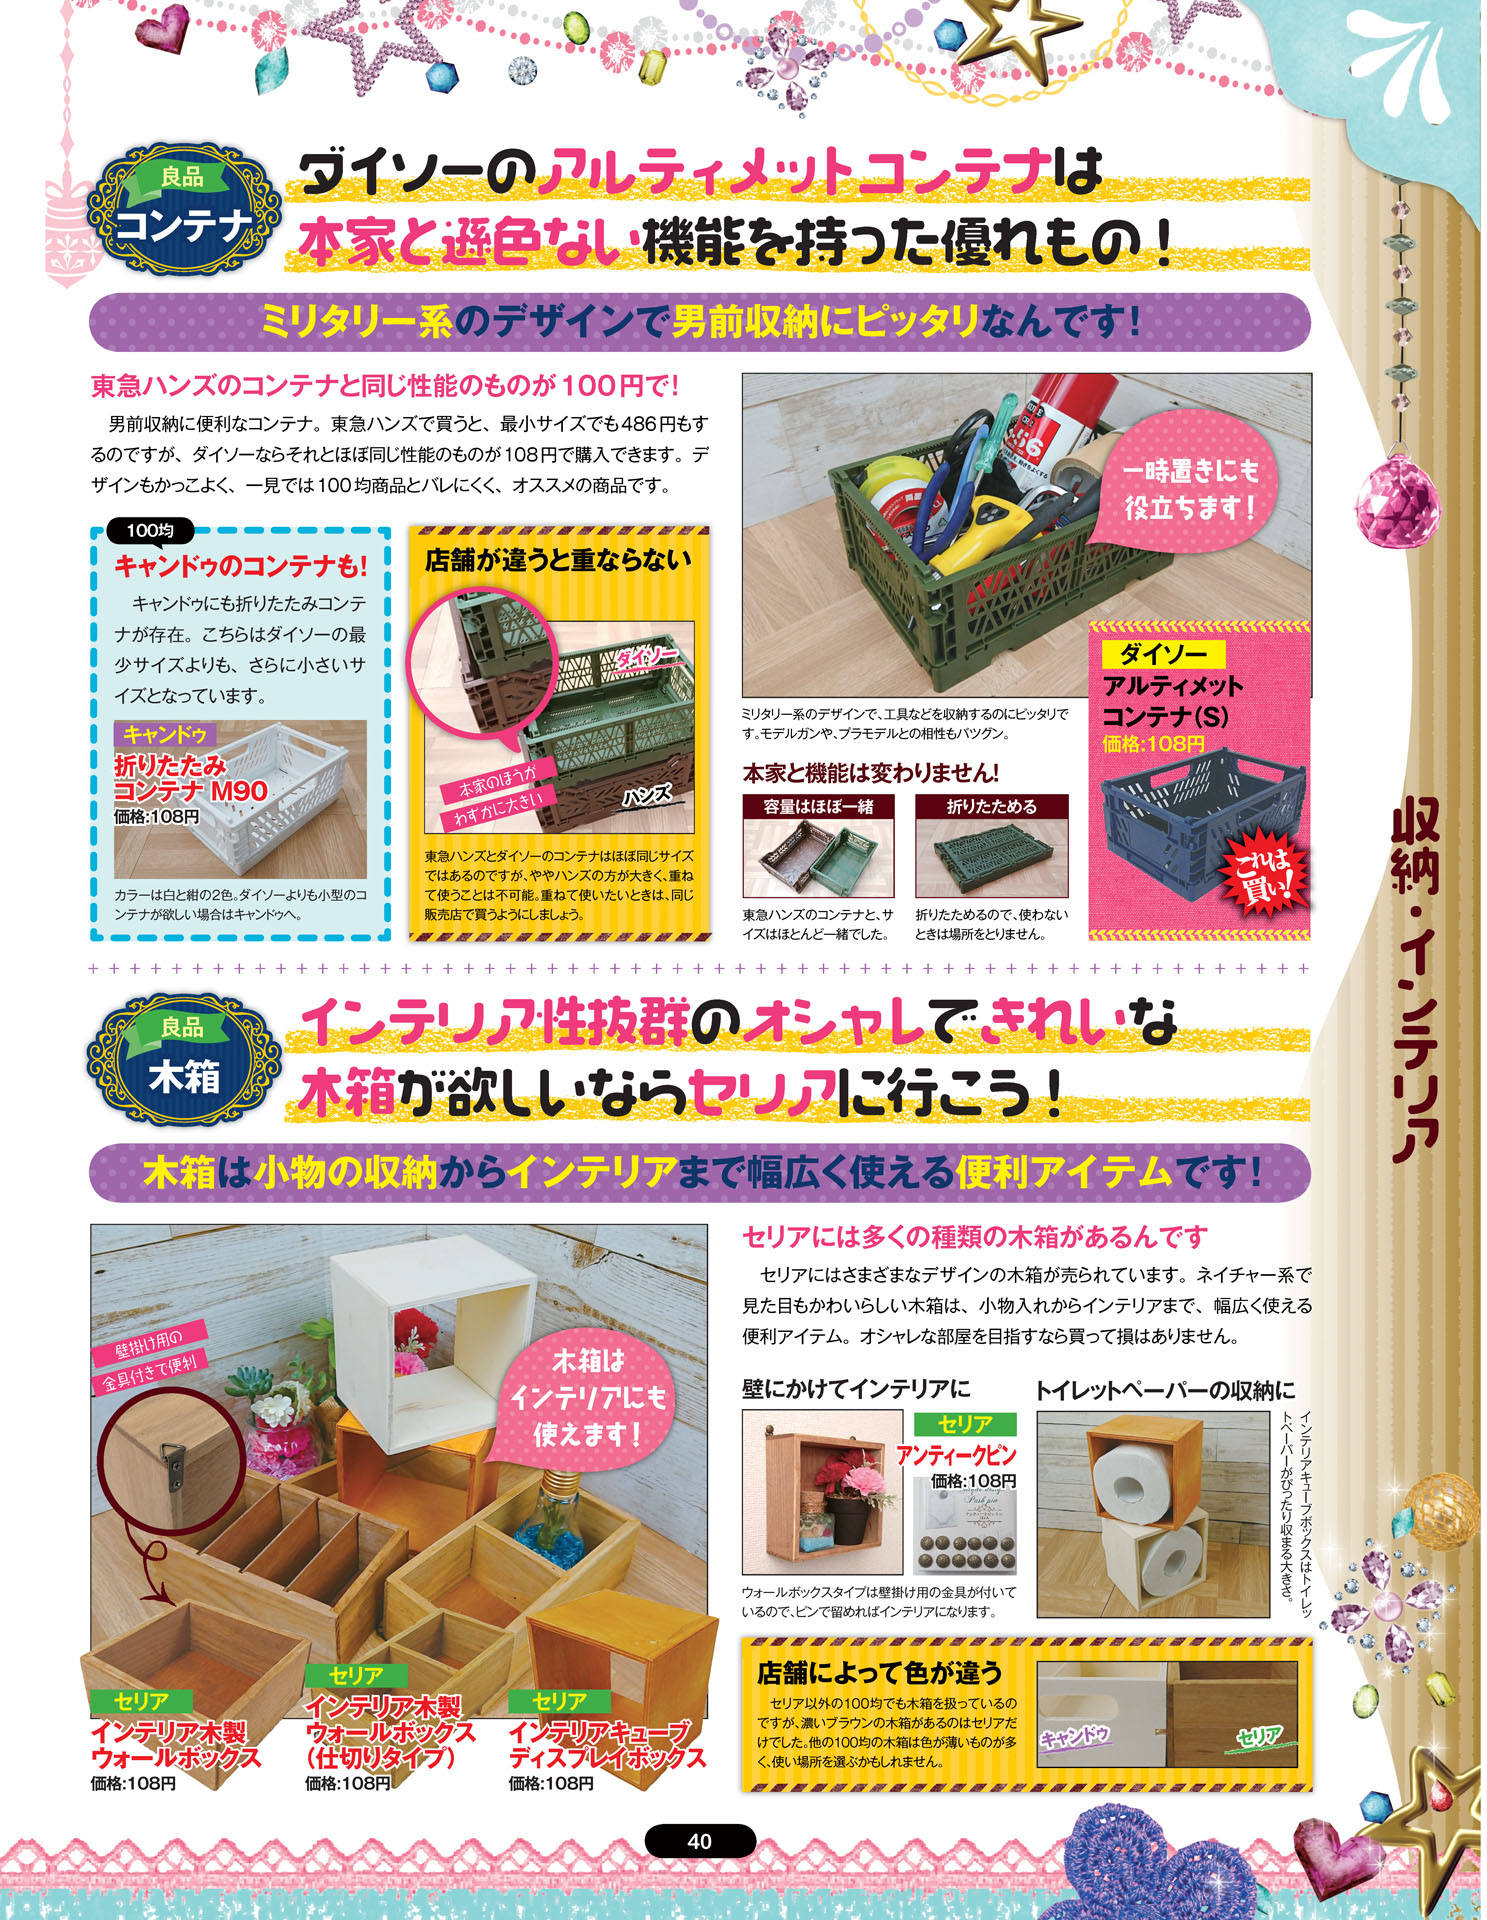 良品
コンテナ
ダイソーのアルティメットコンテナは
本家と遜色ない機能を持った優れもの！
ミリタリー系のデザインで男前収納にピッタリなんです！
東急ハンズのコンテナと同じ性能のものが100円で！
男前収納に便利なコンテナ。東急ハンズで買うと、最小サイズでも486円もす
るのですが、ダイソーならそれとほぼ同じ性能のものが108円で購入できます。デ
ザインもかっこよく、一見では100均商品とバレにくく、オススメの商品です。
100均
キャンドゥのコンテナも！
キャンドゥにも折りたたみコンテ
ナが存在。こちらはダイソーの最
少サイズよりも、さらに小さいサ
イズとなっています。
キャンドゥ
折りたたみ
コンテナ M90
価格:108円
カラーは白と紺の2色。ダイソーよりも小型のコ
ンテナが欲しい場合はキャンドゥへ。
店舗が違うと重ならない
ダイソー
本家のほうが
わずかに大きい
ハンズ
東急ハンズとダイソーのコンテナはほぼ同じサイズ
ではあるのですが、ややハンズの方が大きく、重ね
て使うことは不可能。重ねて使いたいときは、同じ
販売店で買うようにしましょう。
一時置きにも
役立ちます！
ミリタリー系のデザインで、工具などを収納するのにピッタリで
す。モデルガンや、プラモデルとの相性もバツグン。
本家と機能は変わりません！
容量はほぼ一緒
東急ハンズのコンテナと、サ
イズはほとんど一緒でした。
折りためる
折りためるので、使わない
ときは場所をとりません。
ダイソー
アルティメット
コンテナ（S）
価格:108円
これは
買い！
収納・インテリア
良品
木箱
インテリア性抜群のオシャレできれいな
木箱が欲しいならセリアに行こう！
木箱は小物の収納からインテリアまで幅広く使える便利アイテムです！
壁掛け用の
金具付きで便利
木箱は
インテリアにも
使えます！
セリア
インテリア木製
ウォールボックス
価格:108円
セリア
インテリア木製
ウォールボックス
（仕切りタイプ）
価格:108円
セリア
インテリアキューブ
ディスプレイボックス
価格:108円
セリアには多くの種類の木箱があるんです
セリアにはさまざまなデザインの木箱が売られています。ネイチャー系で
見た目もかわいらしい木箱は、小物入れからインテリアまで、幅広く使える
便利アイテム。オシャレな部屋を目指すなら買って損はありません。
壁にかけてインテリアに
セリア
アンティークピン
価格:108円
Push pin
ウォールボックスタイプは壁掛け用の金具が付いて
いるので、ピンで留めればインテリアになります。
トイレットペーパーの収納に
インテリアキューブボックスはトイレッ
トペーパーがぴったり収まる大きさ。
店舗によって色が違う
セリア以外の100均でも木箱を扱っているの
ですが、濃いブラウンの木箱があるのはセリアだ
けでした。他の100均の木箱は色が薄いものが多
く、使い場所を選ぶかもしれません。
キャンドゥ
セリア
40